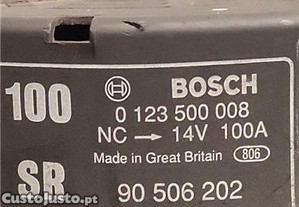 100
BOSCH
0 123 500 008
NC → 14V 100A
Made in Great Britain 806
SR
90 506 202
CustoJusto.pt